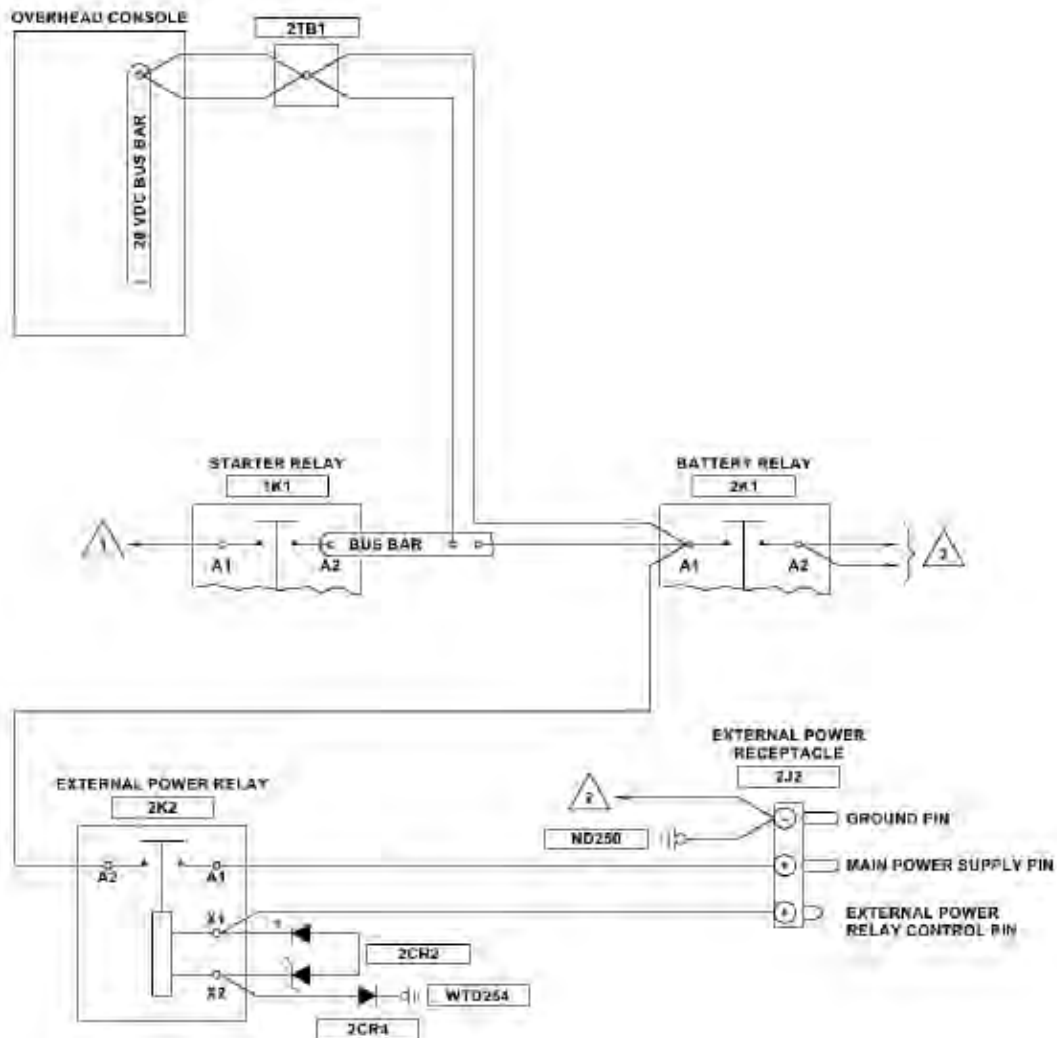 OVERHEAD CONSOLE
2TB1
28 VDC BUS BAR
STARTER RELAY
1K1
BATTERY RELAY
2K1
1
A1
A2
BUS BAR
A1
A2
3
EXTERNAL POWER
RECEPTACLE
2J2
EXTERNAL POWER RELAY
2K2
2
ND250
GROUND PIN
A2
A1
MAIN POWER SUPPLY PIN
X1
EXTERNAL POWER
RELAY CONTROL PIN
2CR2
X2
WTD254
2CR4